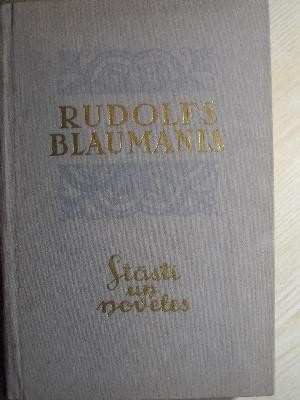 RUDOLFS
BLAUMANIS
Stāsti
un
noveles